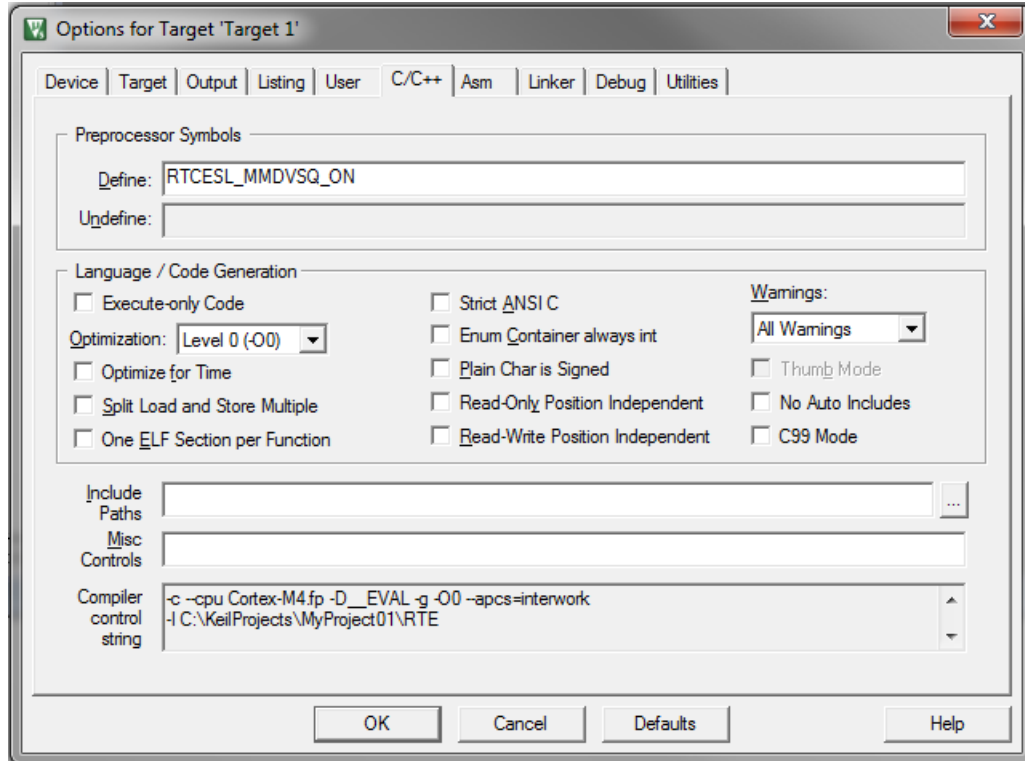 Options for Target 'Target 1'
Device Target Output Listing User C/C++ Asm Linker Debug Utilities
Preprocessor Symbols
Define: RTCESL_MMDVSQ_ON
Undefine:
Language / Code Generation
Execute-only Code
Optimization: Level 0 (-O0)
Optimize for Time
Split Load and Store Multiple
One ELF Section per Function
Strict ANSI C
Enum Container always int
Plain Char is Signed
Read-Only Position Independent
Read-Write Position Independent
Warnings:
All Warnings
Thumb Mode
No Auto Includes
C99 Mode
Include
Paths
...
Misc
Controls
Compiler
control
string
-c --cpu Cortex-M4.fp -D__EVAL -g -O0 --apcs=interwork
-I C:\KeilProjects\MyProject01\RTE
OK Cancel Defaults Help